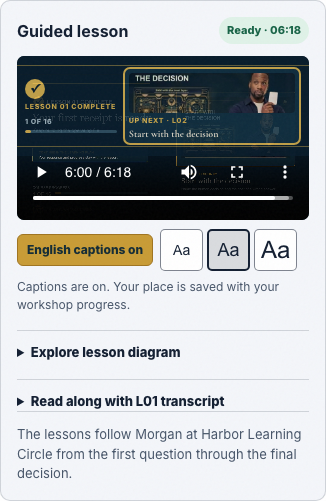 Guided lesson
Ready · 06:18
THE DECISION
LESSON 01 COMPLETE
first receipt
1 OF 16
UP NEXT · L02
Start with the decision
6:00 / 6:18
English captions on
Aa
Aa
Aa
Captions are on. Your place is saved with your
workshop progress.
Explore lesson diagram
Read along with L01 transcript
The lessons follow Morgan at Harbor Learning
Circle from the first question through the final
decision.